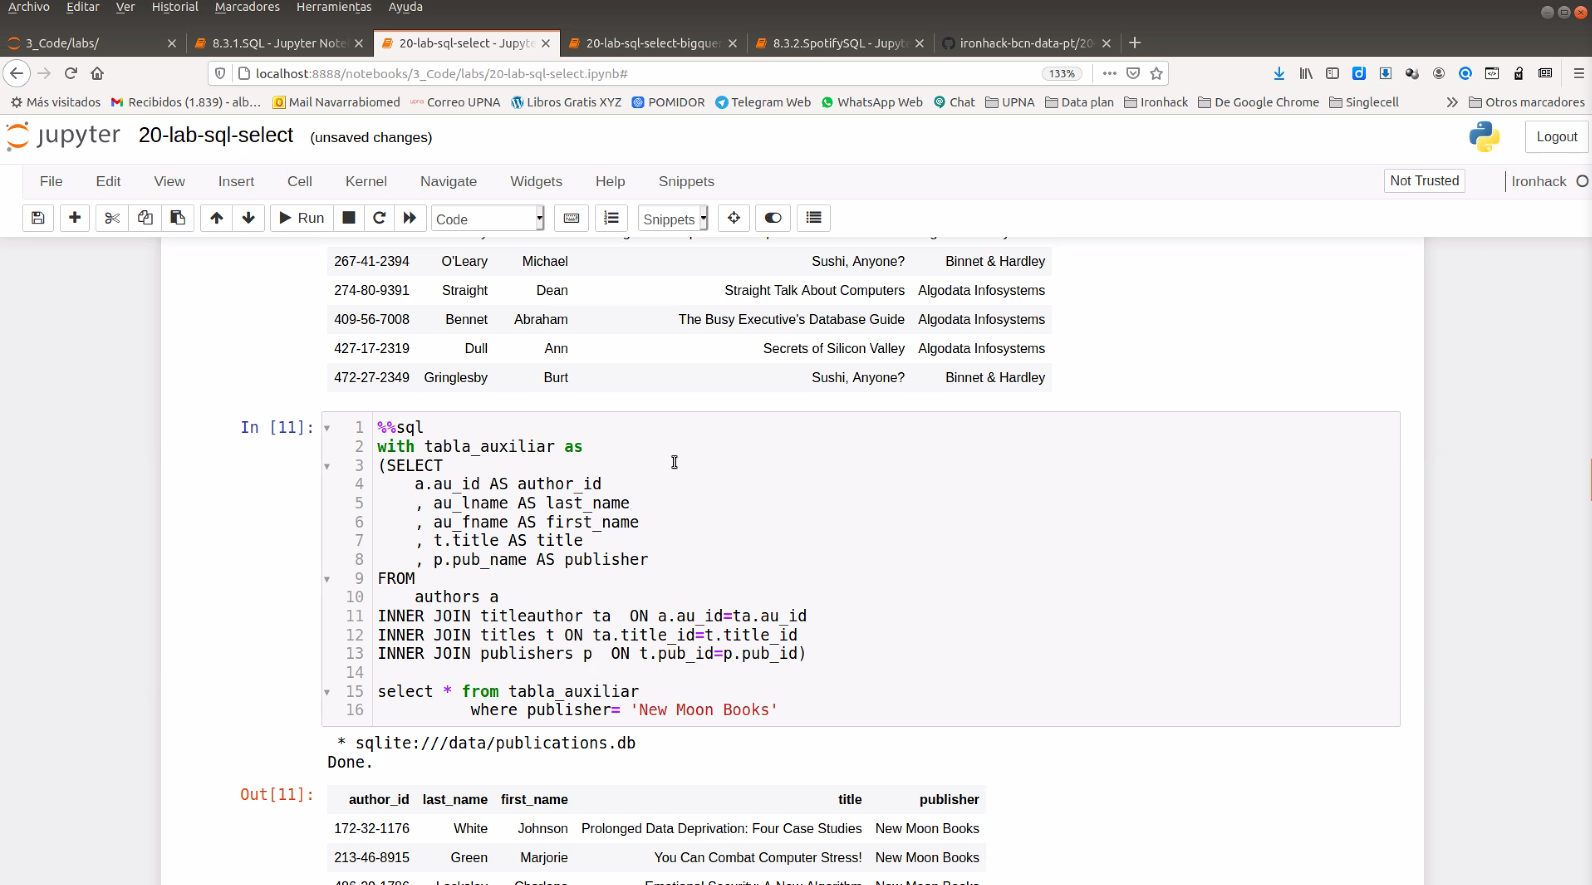 Archivo Editar Ver Historial Marcadores Herramientas Ayuda
3_Code/labs/
8.3.1.SQL - Jupyter Note
20-lab-sql-select - Jupyte
20-lab-sql-select-bigque
8.3.2.SpotifySQL - Jupyte
ironhack-bcn-data-pt/20
localhost:8888/notebooks/3_Code/labs/20-lab-sql-select.ipynb# 133%
Más visitados Recibidos (1.839) - alb... Mail Navarrabiomed Correo UPNA Libros Gratis XYZ POMIDOR Telegram Web WhatsApp Web Chat UPNA Data plan Ironhack De Google Chrome Singlecell Otros marcadores
jupyter 20-lab-sql-select (unsaved changes) Logout
File Edit View Insert Cell Kernel Navigate Widgets Help Snippets Not Trusted Ironhack
Run Code Snippets
267-41-2394 O'Leary Michael Sushi, Anyone? Binnet & Hardley
274-80-9391 Straight Dean Straight Talk About Computers Algodata Infosystems
409-56-7008 Bennet Abraham The Busy Executive's Database Guide Algodata Infosystems
427-17-2319 Dull Ann Secrets of Silicon Valley Algodata Infosystems
472-27-2349 Gringlesby Burt Sushi, Anyone? Binnet & Hardley
In [11]:
1 %%sql
2 with tabla_auxiliar as
3 (SELECT
4 a.au_id AS author_id
5 , au_lname AS last_name
6 , au_fname AS first_name
7 , t.title AS title
8 , p.pub_name AS publisher
9 FROM
10 authors a
11 INNER JOIN titleauthor ta ON a.au_id=ta.au_id
12 INNER JOIN titles t ON ta.title_id=t.title_id
13 INNER JOIN publishers p ON t.pub_id=p.pub_id)
14
15 select * from tabla_auxiliar
16 where publisher= 'New Moon Books'
* sqlite:///data/publications.db
Done.
Out[11]:
author_id last_name first_name title publisher
172-32-1176 White Johnson Prolonged Data Deprivation: Four Case Studies New Moon Books
213-46-8915 Green Marjorie You Can Combat Computer Stress! New Moon Books